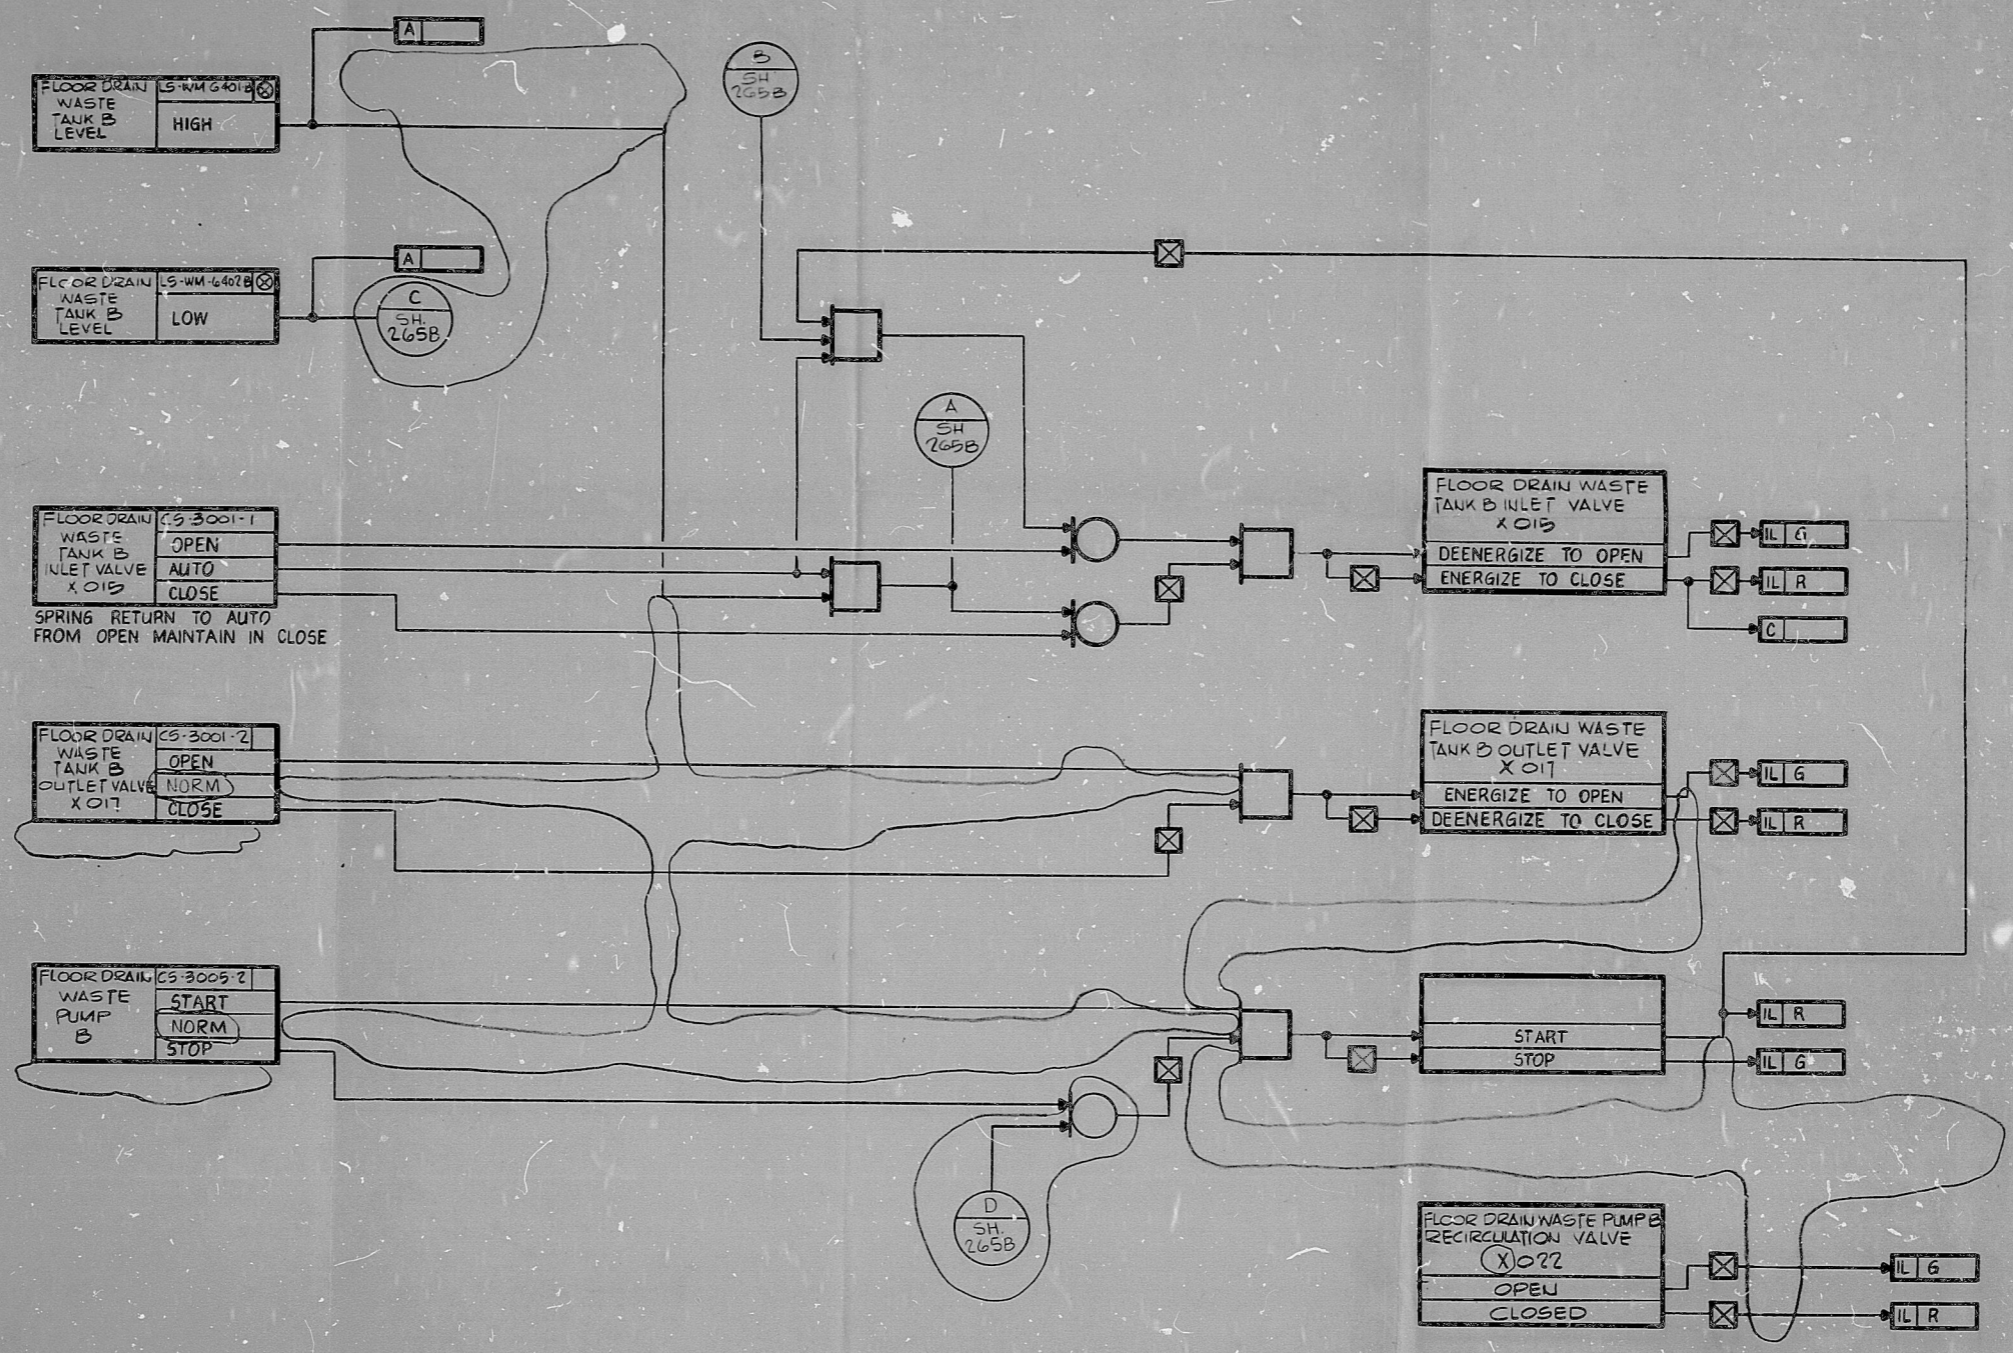 A
FLOOR DRAIN
WASTE
TANK B
LEVEL
LS-WM 6401B
HIGH
B
SH
265B
A
FLOOR DRAIN
WASTE
TANK B
LEVEL
LS-WM-6402B
LOW
C
SH.
265B
A
SH
265B
FLOOR DRAIN
WASTE
TANK B
INLET VALVE
X 015
CS-3001-1
OPEN
AUTO
CLOSE
SPRING RETURN TO AUTO
FROM OPEN MAINTAIN IN CLOSE
FLOOR DRAIN WASTE
TANK B INLET VALVE
X 015
DEENERGIZE TO OPEN
ENERGIZE TO CLOSE
IL G
IL R
C
FLOOR DRAIN
WASTE
TANK B
OUTLET VALVE
X 017
CS-3001-2
OPEN
NORM
CLOSE
FLOOR DRAIN WASTE
TANK B OUTLET VALVE
X 017
ENERGIZE TO OPEN
DEENERGIZE TO CLOSE
IL G
IL R
FLOOR DRAIN
WASTE
PUMP
B
CS-3005-2
START
NORM
STOP
START
STOP
IL R
IL G
D
SH.
265B
FLOOR DRAIN WASTE PUMP B
RECIRCULATION VALVE
X022
OPEN
CLOSED
IL G
IL R